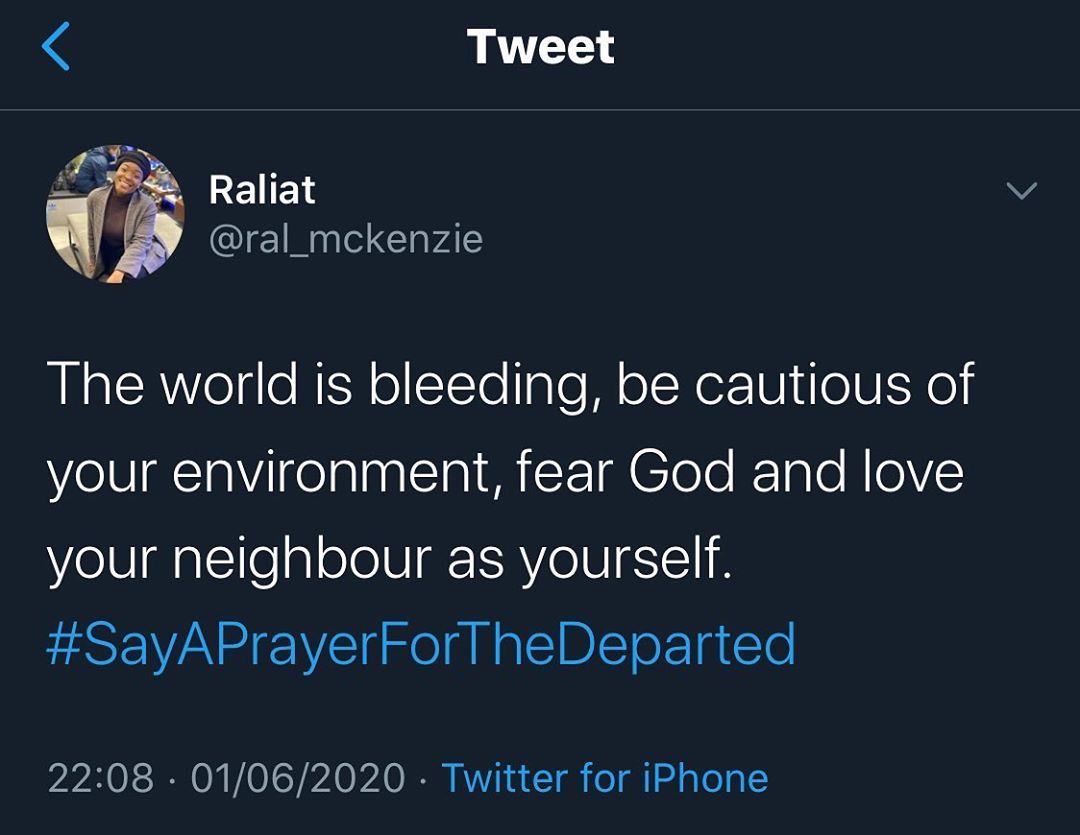 Tweet
Raliat
@ral_mckenzie
The world is bleeding, be cautious of
your environment, fear God and love
your neighbour as yourself.
#SayAPrayerForTheDeparted
22:08 · 01/06/2020 · Twitter for iPhone